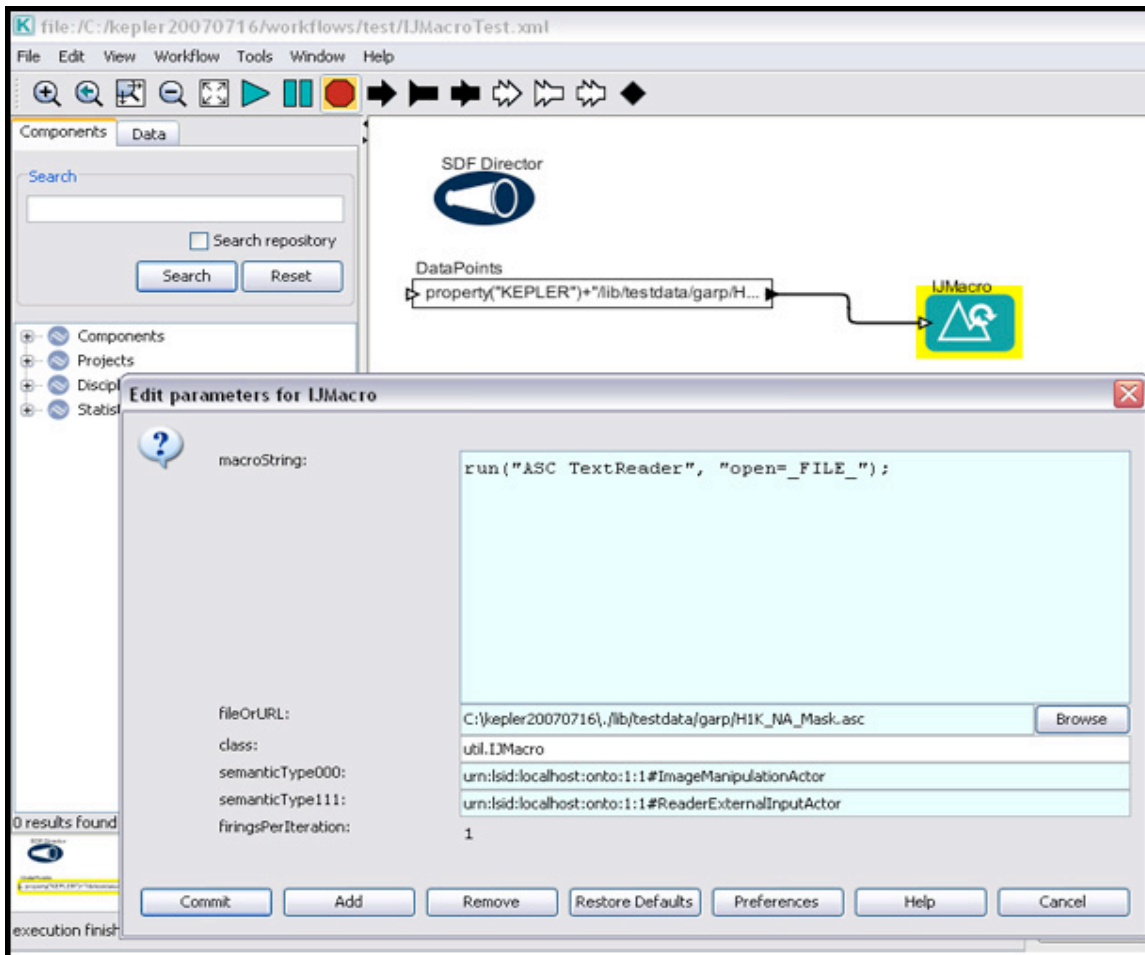 file:/C:/kepler20070716/workflows/test/IJMacroTest.xml
File Edit View Workflow Tools Window Help
Components Data
Search
Search repository
Search Reset
Components
Projects
Discipl
Statist
SDF Director
DataPoints
property("KEPLER")+"/lib/testdata/garp/H...
IJMacro
Edit parameters for IJMacro
macroString:
run("ASC TextReader", "open=_FILE_");
fileOrURL:
C:\kepler20070716\./lib/testdata/garp/H1K_NA_Mask.asc
Browse
class:
util.IJMacro
semanticType000:
urn:lsid:localhost:onto:1:1#ImageManipulationActor
semanticType111:
urn:lsid:localhost:onto:1:1#ReaderExternalInputActor
firingsPerIteration:
1
Commit Add Remove Restore Defaults Preferences Help Cancel
0 results found
execution finish